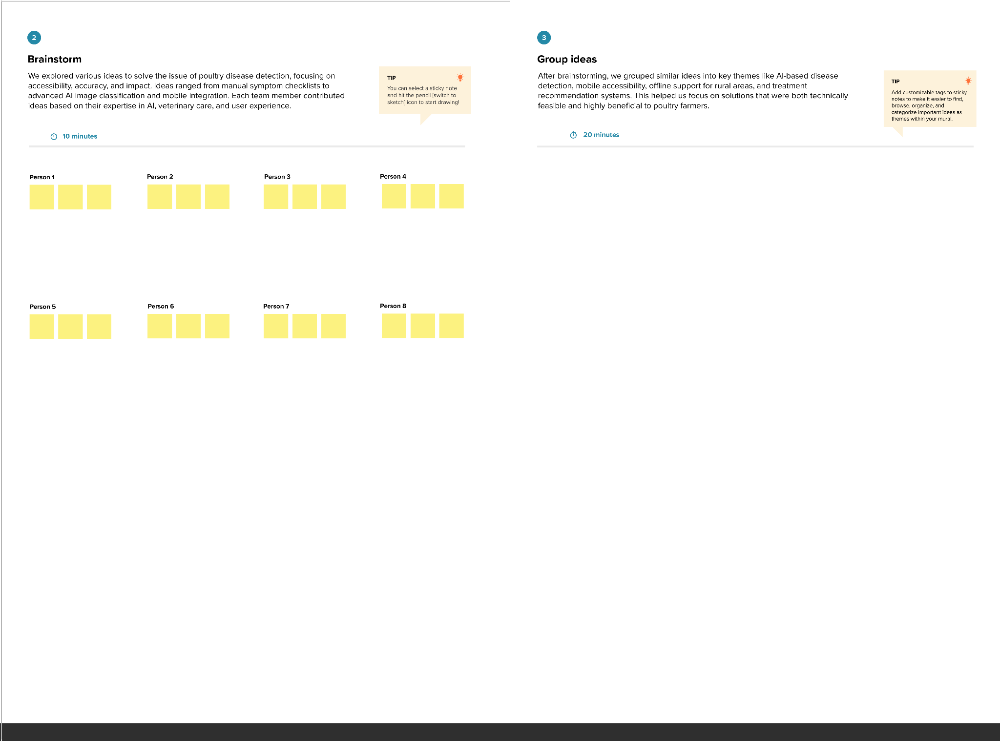 2
Brainstorm
We explored various ideas to solve the issue of poultry disease detection, focusing on
accessibility, accuracy, and impact. Ideas ranged from manual symptom checklists to
advanced AI image classification and mobile integration. Each team member contributed
ideas based on their expertise in AI, veterinary care, and user experience.
TIP
You can select a sticky note
and hit the pencil [switch to
sketch] icon to start drawing!
10 minutes
Person 1
Person 2
Person 3
Person 4
Person 5
Person 6
Person 7
Person 8
3
Group ideas
After brainstorming, we grouped similar ideas into key themes like AI-based disease
detection, mobile accessibility, offline support for rural areas, and treatment
recommendation systems. This helped us focus on solutions that were both technically
feasible and highly beneficial to poultry farmers.
TIP
Add customizable tags to sticky
notes to make it easier to find,
browse, organize, and
categorize important ideas as
themes within your mural.
20 minutes